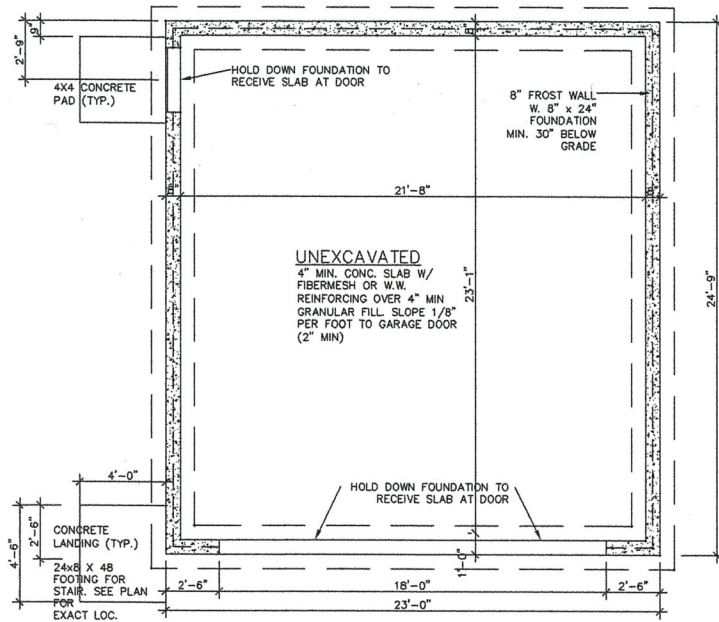 9"
2'-9"
4X4 CONCRETE
PAD (TYP.)
HOLD DOWN FOUNDATION TO
RECEIVE SLAB AT DOOR
8"
8" FROST WALL
W. 8" x 24"
FOUNDATION
MIN. 30" BELOW
GRADE
8"
21'-8"
8"
UNEXCAVATED
4" MIN. CONC. SLAB W/
FIBERMESH OR W.W.
REINFORCING OVER 4" MIN
GRANULAR FILL. SLOPE 1/8"
PER FOOT TO GARAGE DOOR
(2" MIN)
23'-1"
24'-9"
4'-0"
HOLD DOWN FOUNDATION TO
RECEIVE SLAB AT DOOR
4'-6"
2'-6"
CONCRETE
LANDING (TYP.)
24x8 X 48
FOOTING FOR
STAIR. SEE PLAN
FOR
EXACT LOC.
1'-0"
2'-6"
18'-0"
2'-6"
23'-0"